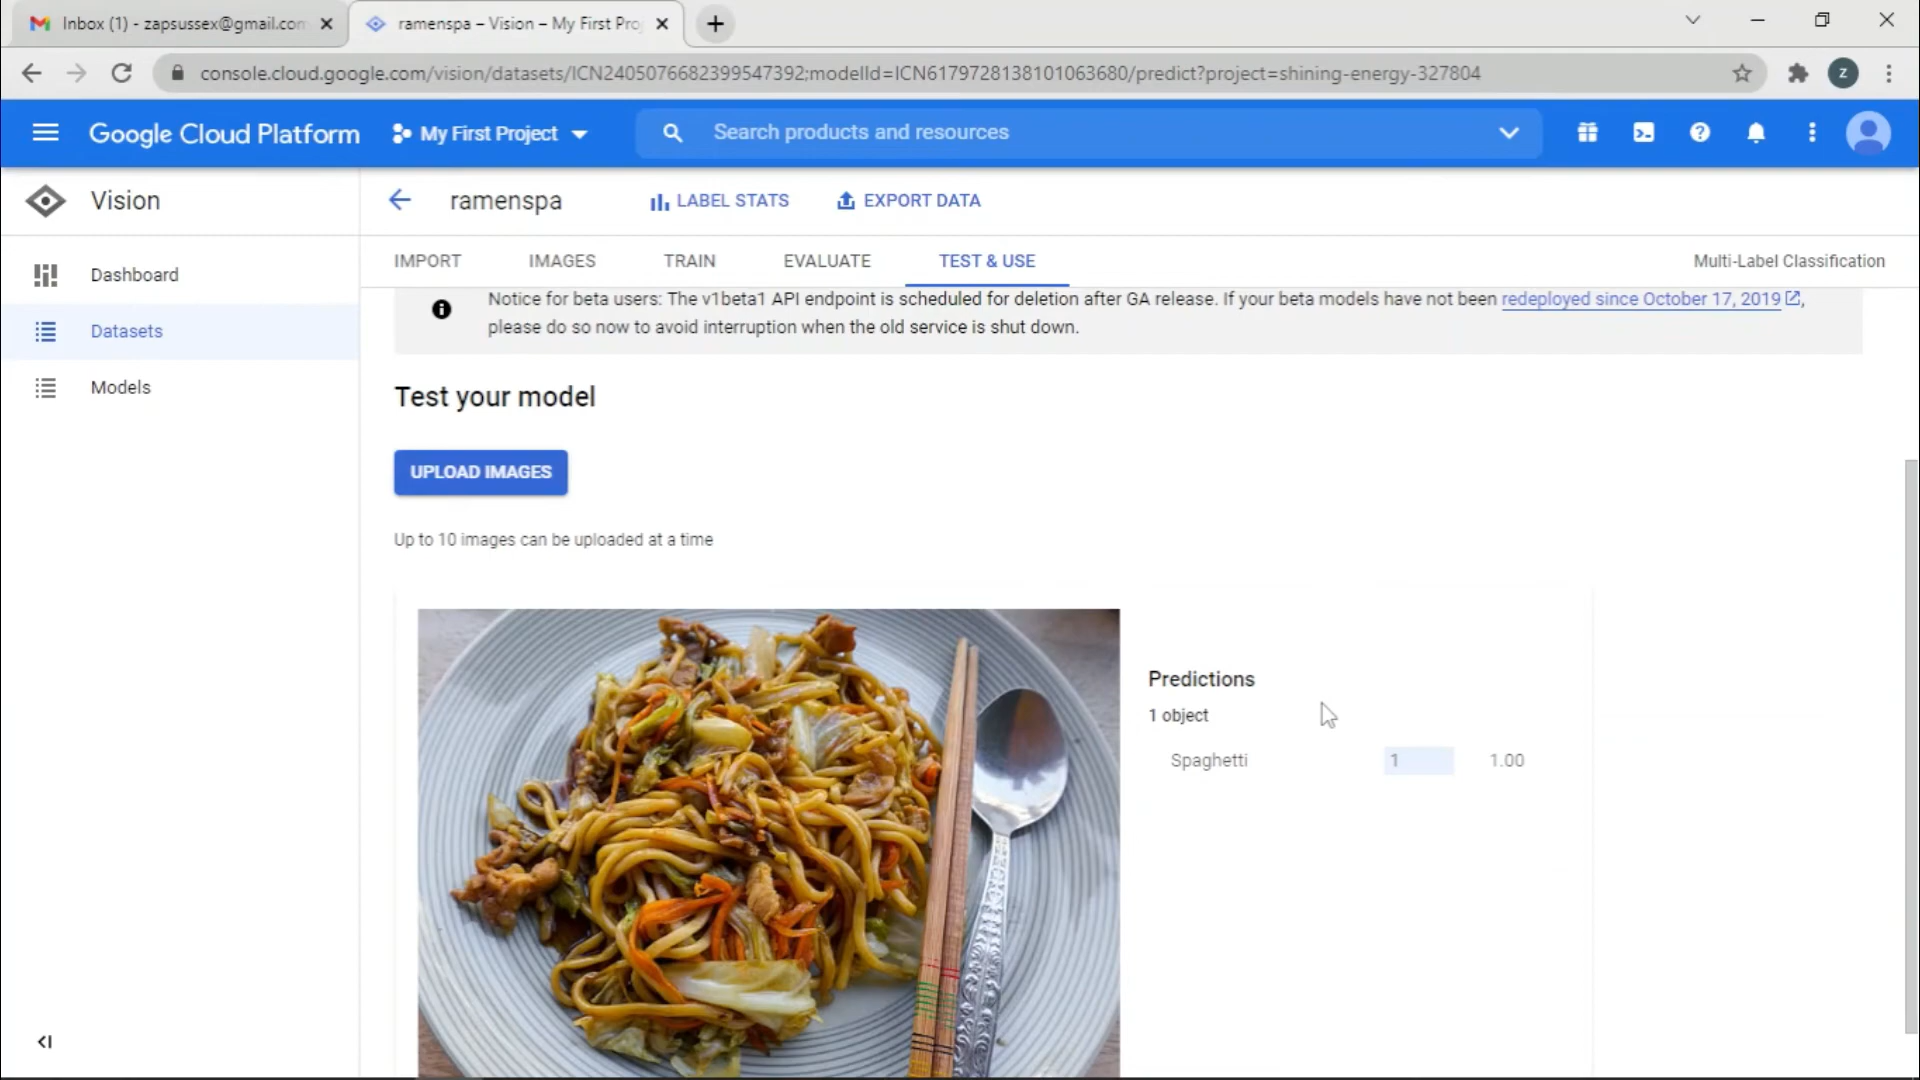 Inbox (1) - zapsussex@gmail.com
ramenspa – Vision – My First Proj
console.cloud.google.com/vision/datasets/ICN2405076682399547392;modelId=ICN6179728138101063680/predict?project=shining-energy-327804
Z
Google Cloud Platform
My First Project
Search products and resources
Vision
ramenspa
LABEL STATS
EXPORT DATA
IMPORT
IMAGES
TRAIN
EVALUATE
TEST & USE
Multi-Label Classification
Dashboard
Datasets
Models
Notice for beta users: The v1beta1 API endpoint is scheduled for deletion after GA release. If your beta models have not been redeployed since October 17, 2019,
please do so now to avoid interruption when the old service is shut down.
Test your model
UPLOAD IMAGES
Up to 10 images can be uploaded at a time
Predictions
1 object
Spaghetti 1 1.00